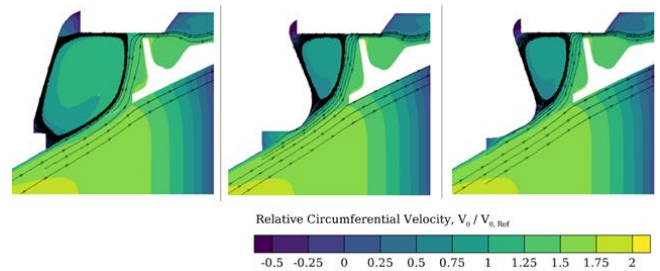 Relative Circumferential Velocity, V_θ / V_θ, Ref
-0.5 -0.25 0 0.25 0.5 0.75 1 1.25 1.5 1.75 2